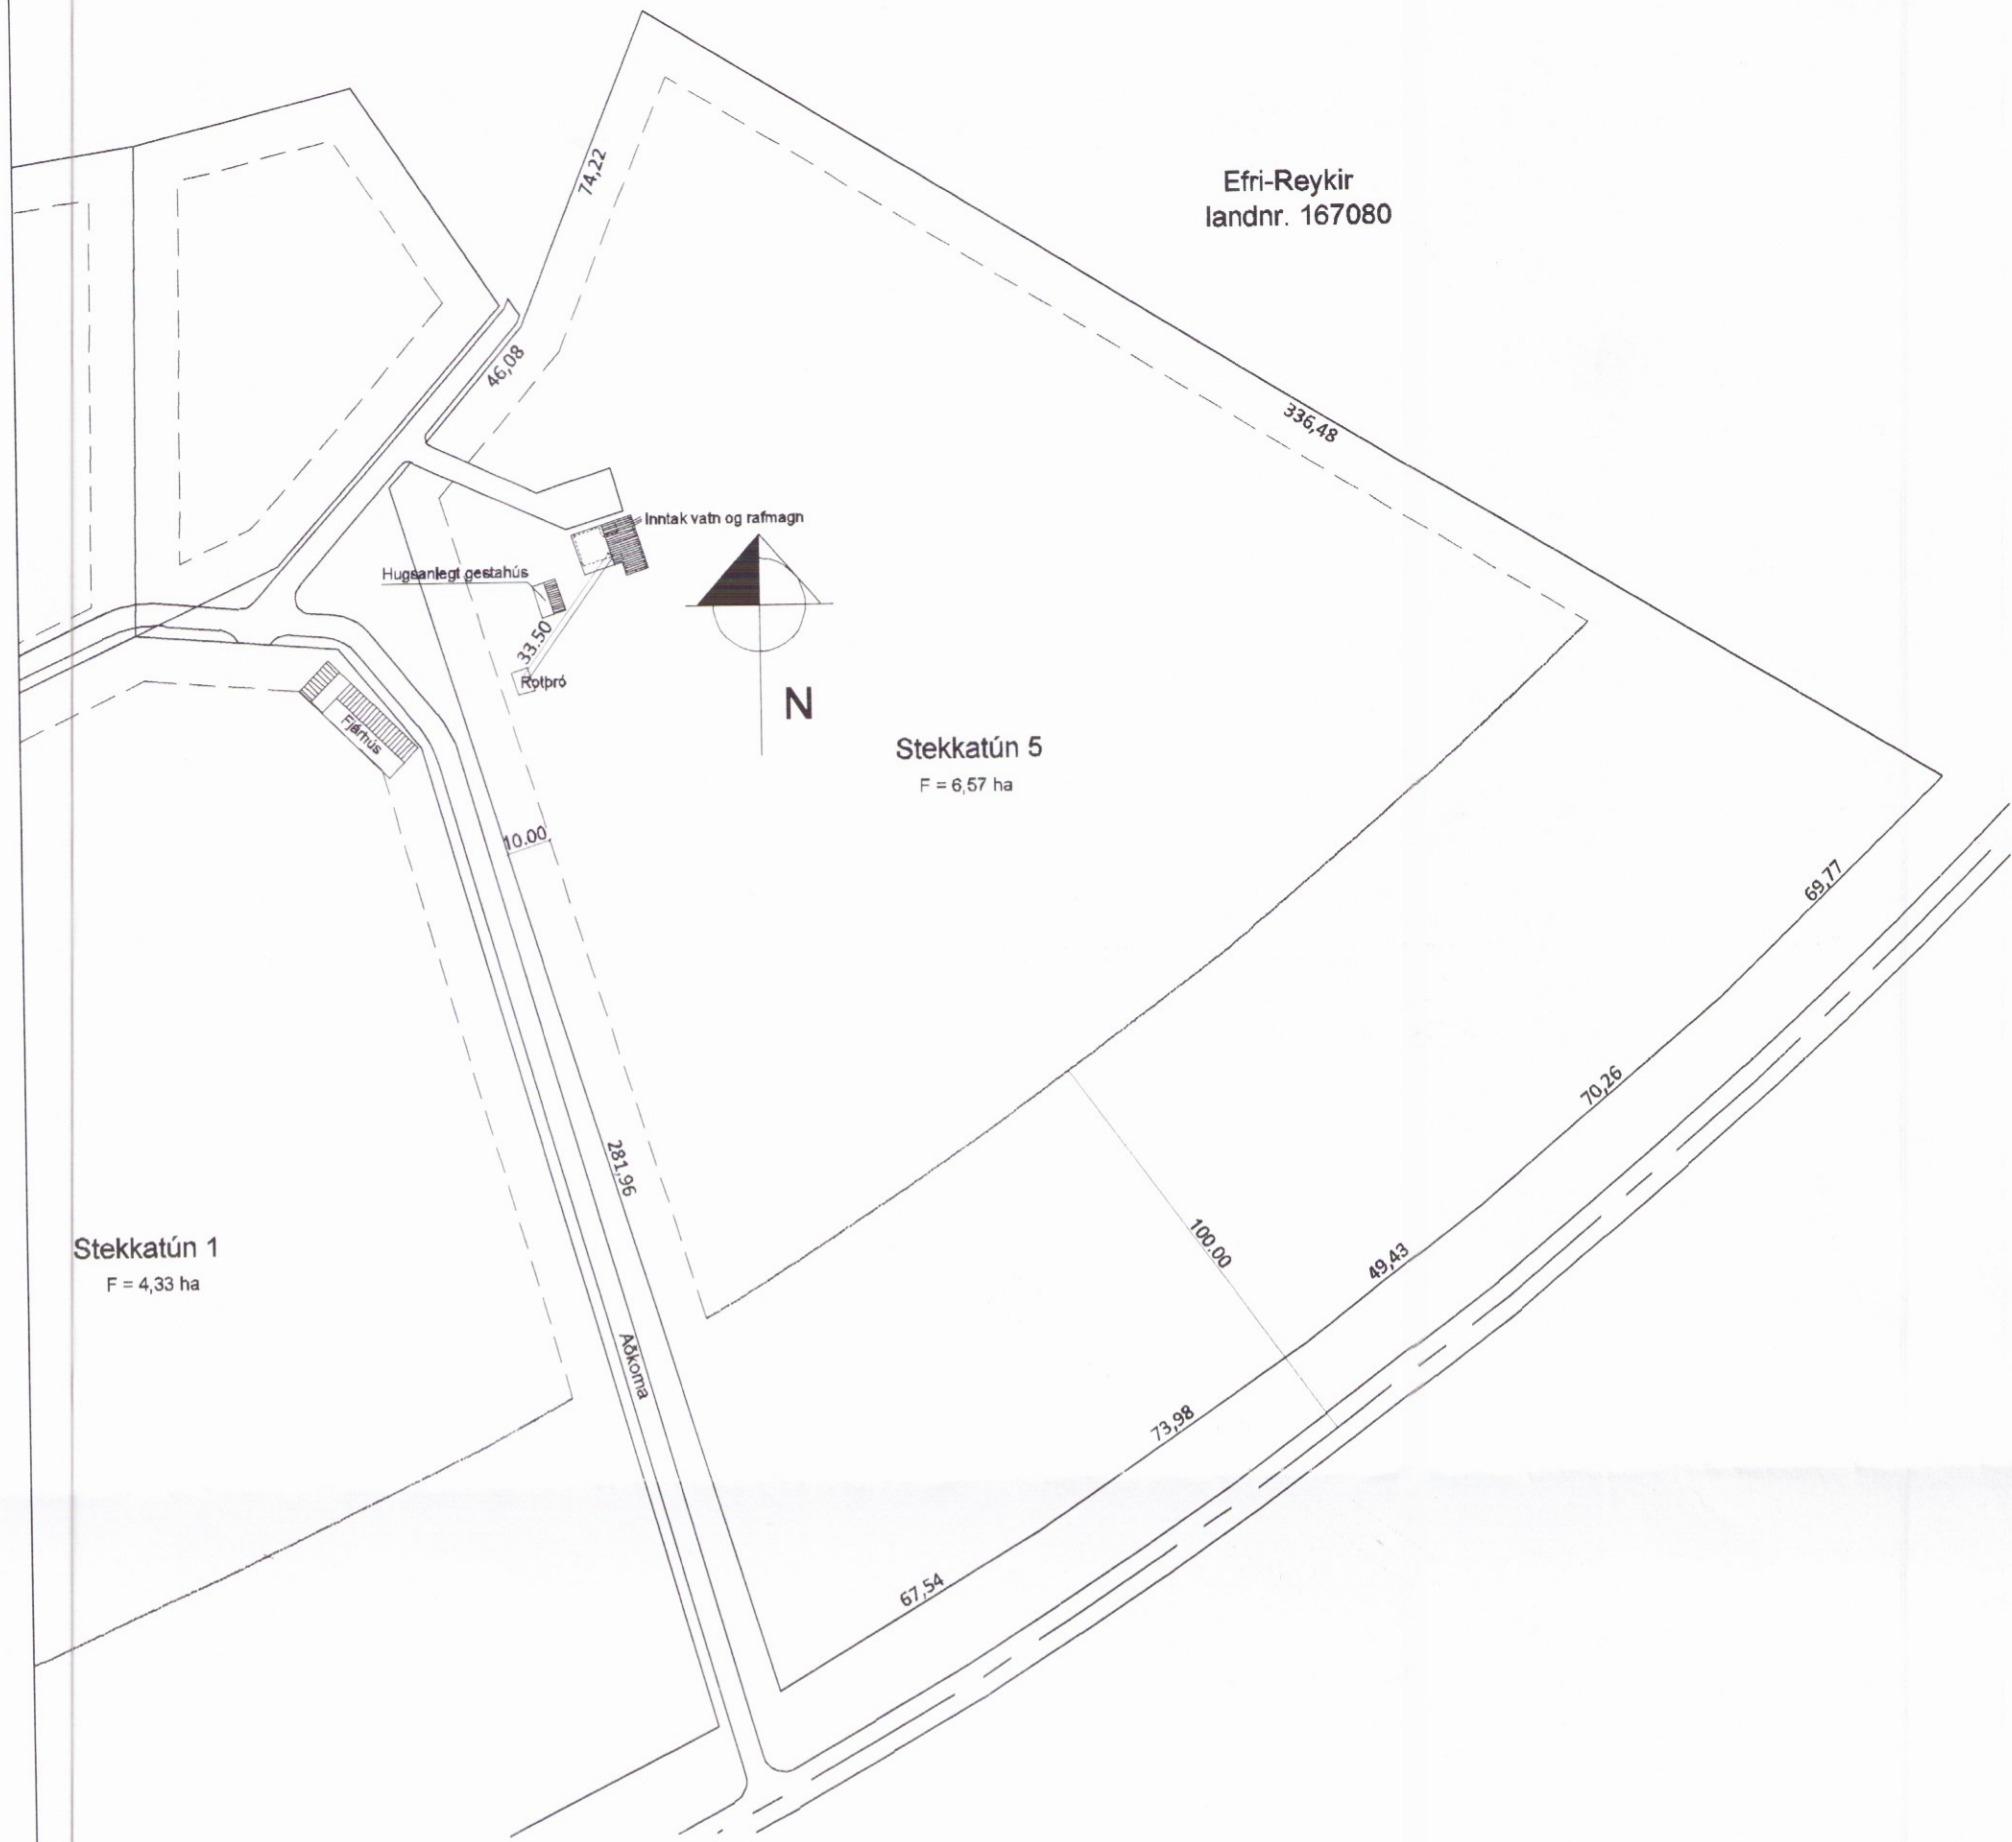 74,22
Efri-Reykir
landnr. 167080
46,08
336,48
Inntak vatn og rafmagn
Hugsanlegt gestahús
33.50
Rotþró
N
Fjárhús
Stekkatún 5
F = 6,57 ha
10.00
69,77
70,26
281,96
100.00
Stekkatún 1
F = 4,33 ha
49,43
Aðkoma
73,98
67,54